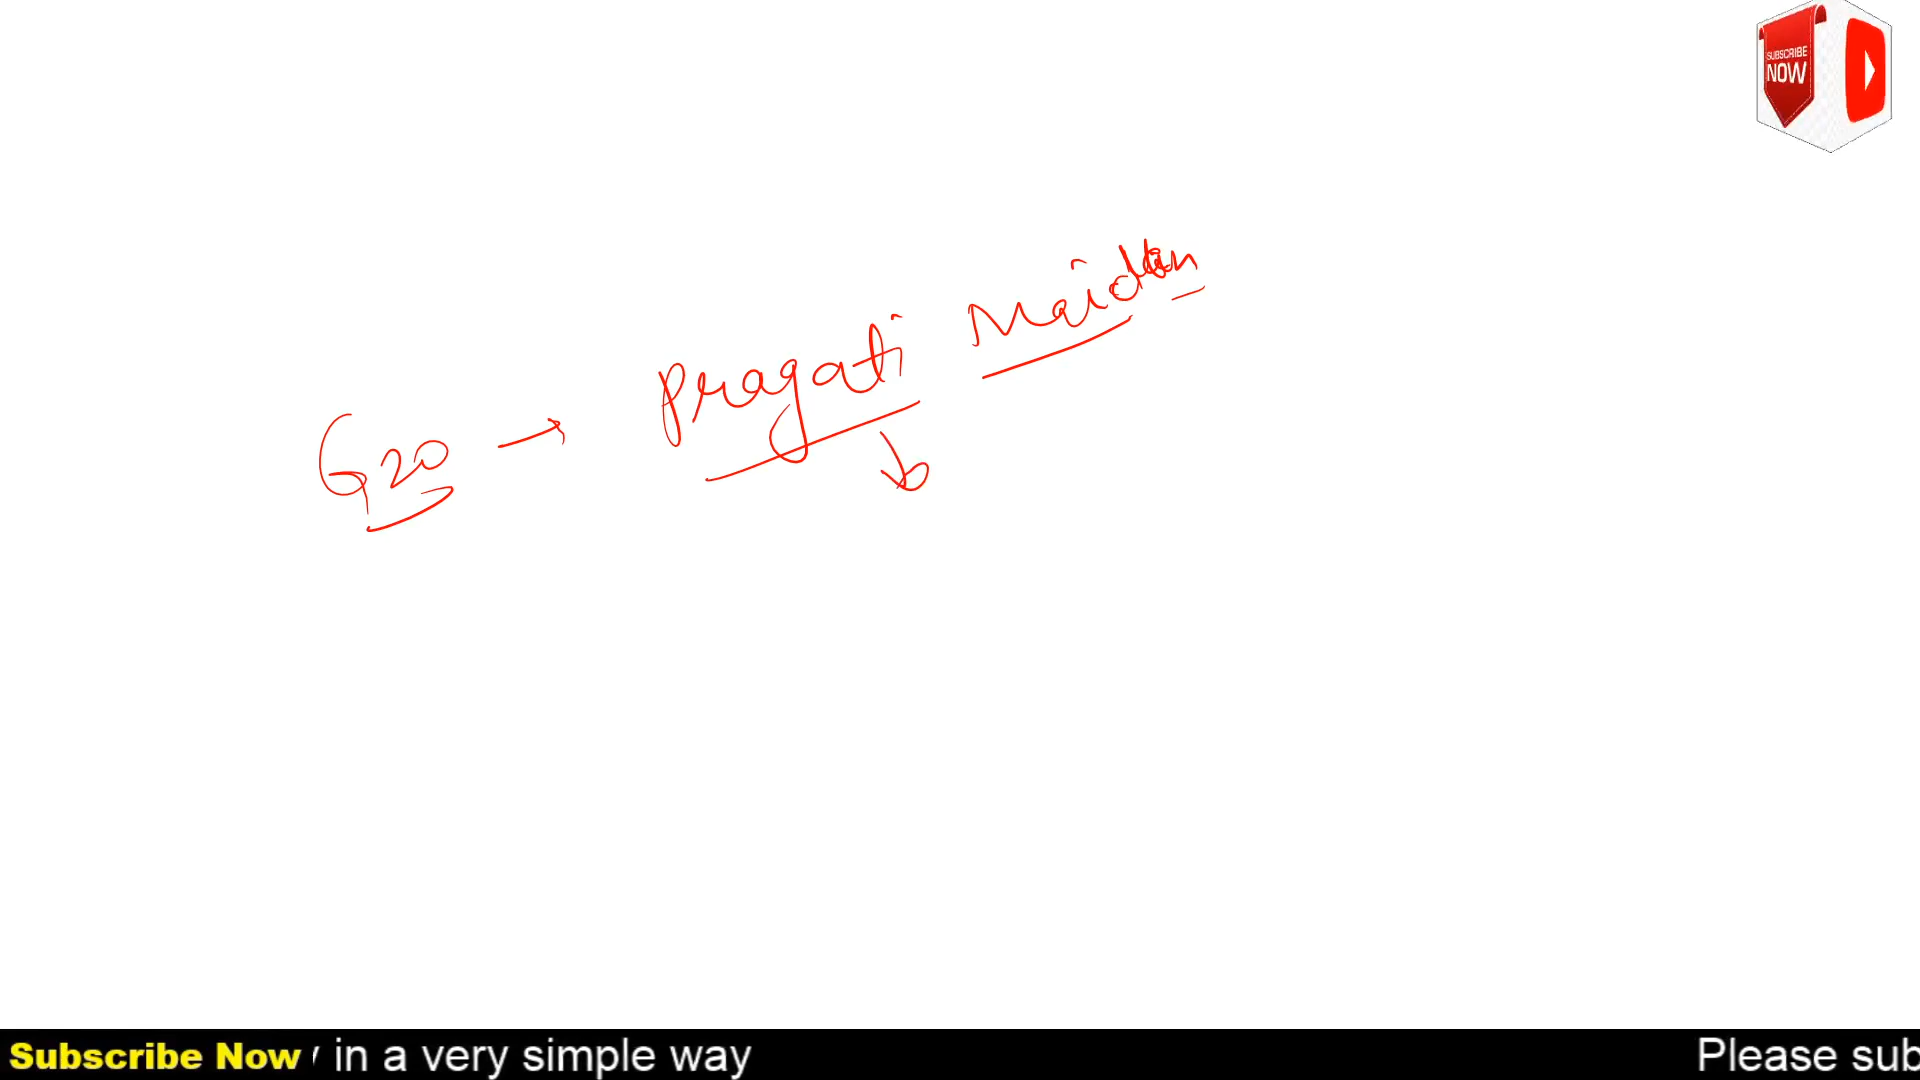 SUBSCRIBE
NOW
G20 → Pragati Maidan
Subscribe Now in a very simple way Please sub